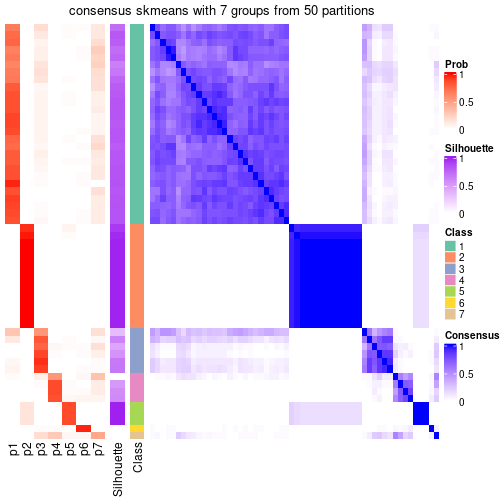 consensus skmeans with 7 groups from 50 partitions
Prob
1
0.5
0
Silhouette
1
0.5
0
Class
1
2
3
4
5
6
7
Consensus
1
0.5
0
p1
p2
p3
p4
p5
p6
p7
Silhouette
Class